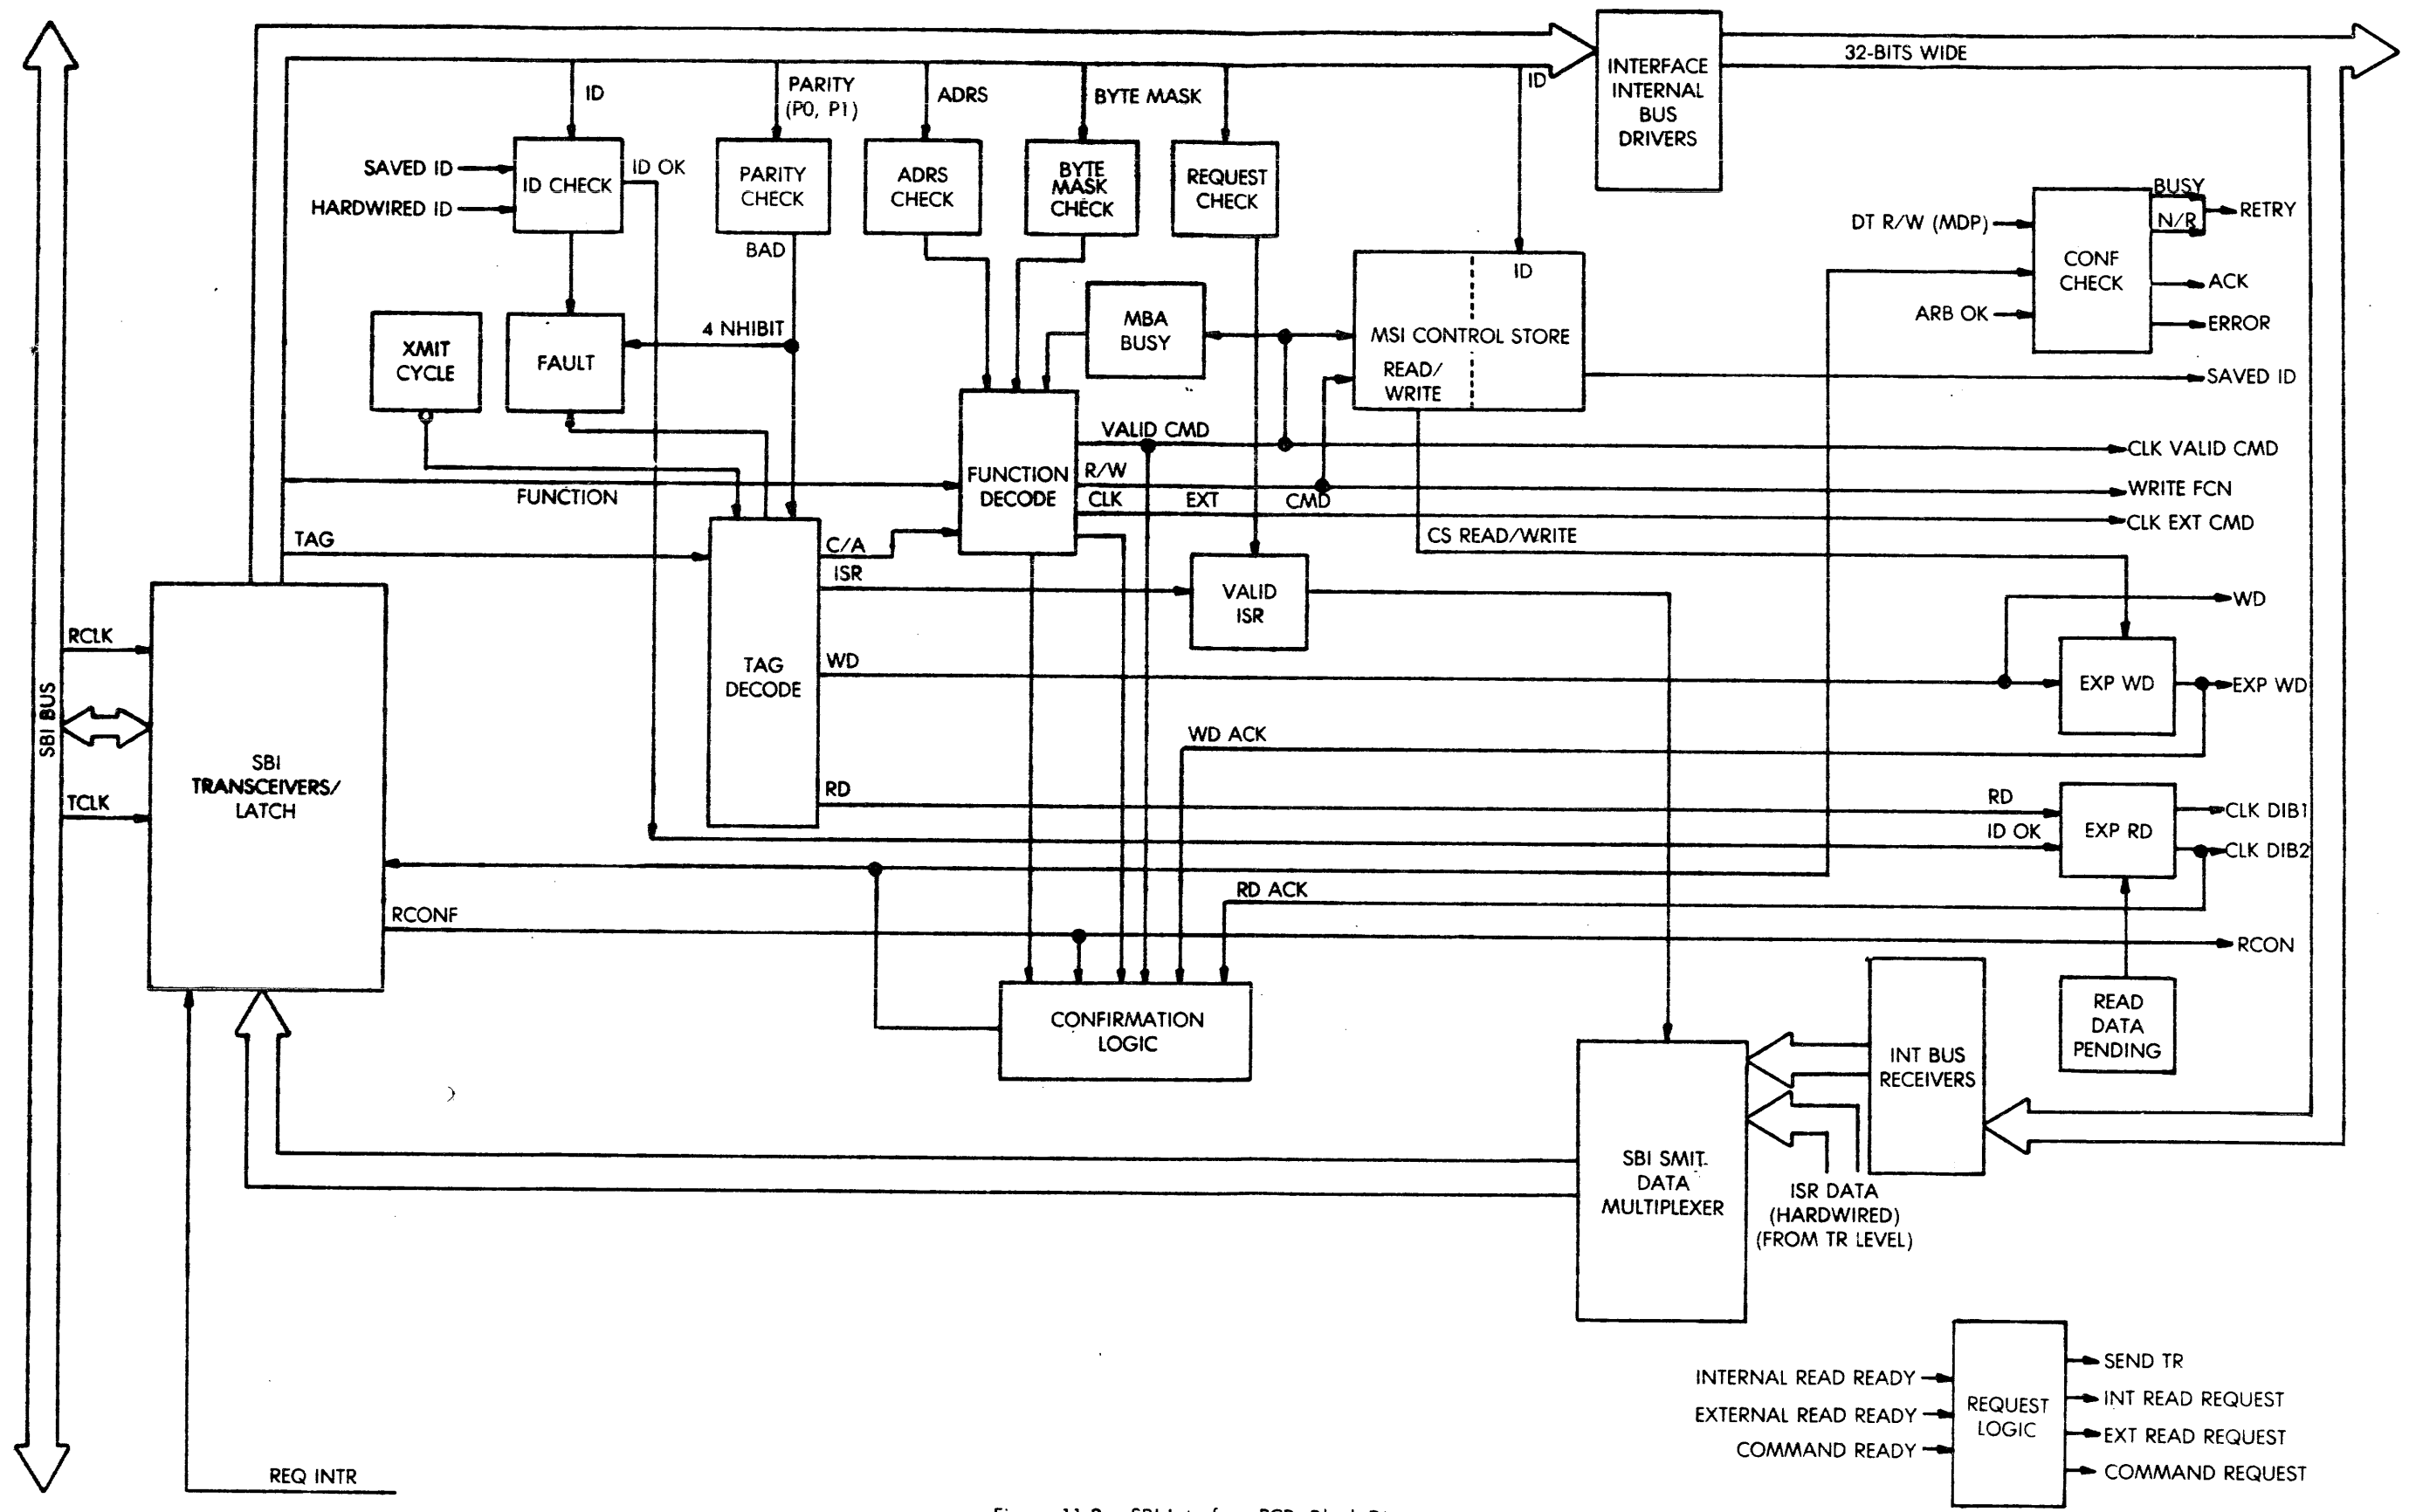 32-BITS WIDE
INTERFACE
INTERNAL
BUS
DRIVERS
ID
PARITY
(P0, P1)
ADRS
BYTE MASK
ID
SAVED ID
HARDWIRED ID
ID CHECK
ID OK
PARITY
CHECK
BAD
ADRS
CHECK
BYTE
MASK
CHECK
REQUEST
CHECK
DT R/W (MDP)
ARB OK
CONF
CHECK
BUSY
N/R
RETRY
ACK
ERROR
XMIT
CYCLE
FAULT
4 NHIBIT
MBA
BUSY
ID
MSI CONTROL STORE
READ/
WRITE
SAVED ID
FUNCTION
FUNCTION
DECODE
VALID CMD
R/W
CLK EXT CMD
CLK VALID CMD
WRITE FCN
CLK EXT CMD
CS READ/WRITE
TAG
TAG
DECODE
C/A
ISR
VALID
ISR
WD
WD
EXP WD
EXP WD
WD ACK
RD
RD
ID OK
EXP RD
CLK DIB1
CLK DIB2
RD ACK
SBI BUS
RCLK
TCLK
SBI
TRANSCEIVERS/
LATCH
RCONF
RCON
CONFIRMATION
LOGIC
READ
DATA
PENDING
INT BUS
RECEIVERS
SBI SMIT
DATA
MULTIPLEXER
ISR DATA
(HARDWIRED)
(FROM TR LEVEL)
REQ INTR
INTERNAL READ READY
EXTERNAL READ READY
COMMAND READY
REQUEST
LOGIC
SEND TR
INT READ REQUEST
EXT READ REQUEST
COMMAND REQUEST